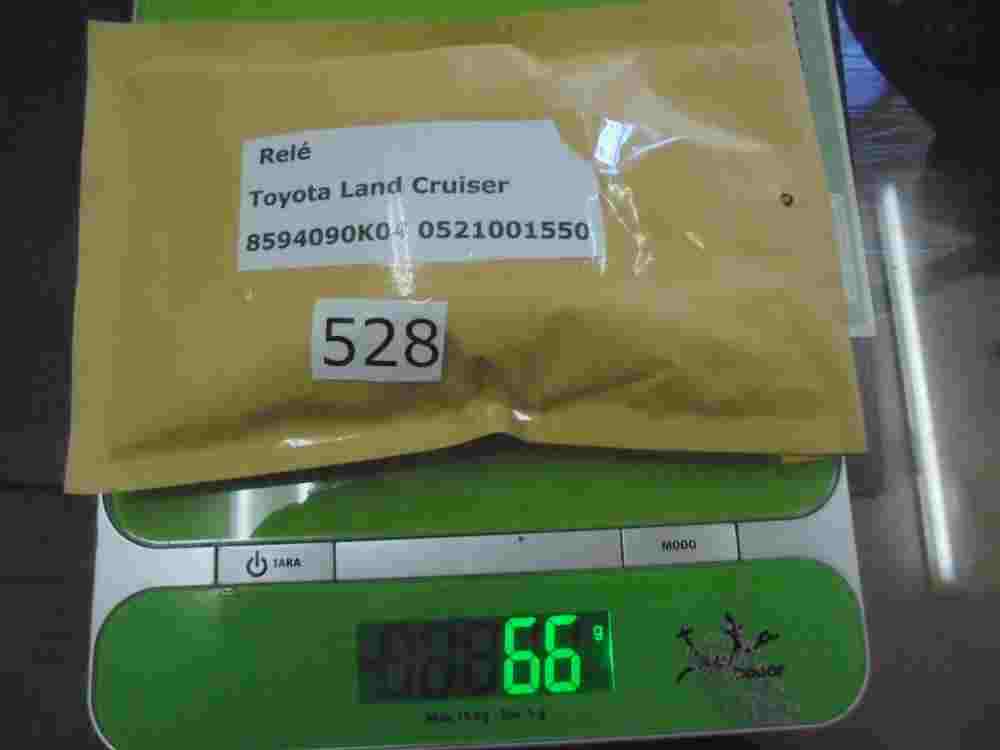 Relé
Toyota Land Cruiser
8594090K04 0521001550
528
TARA
MODO
66 g